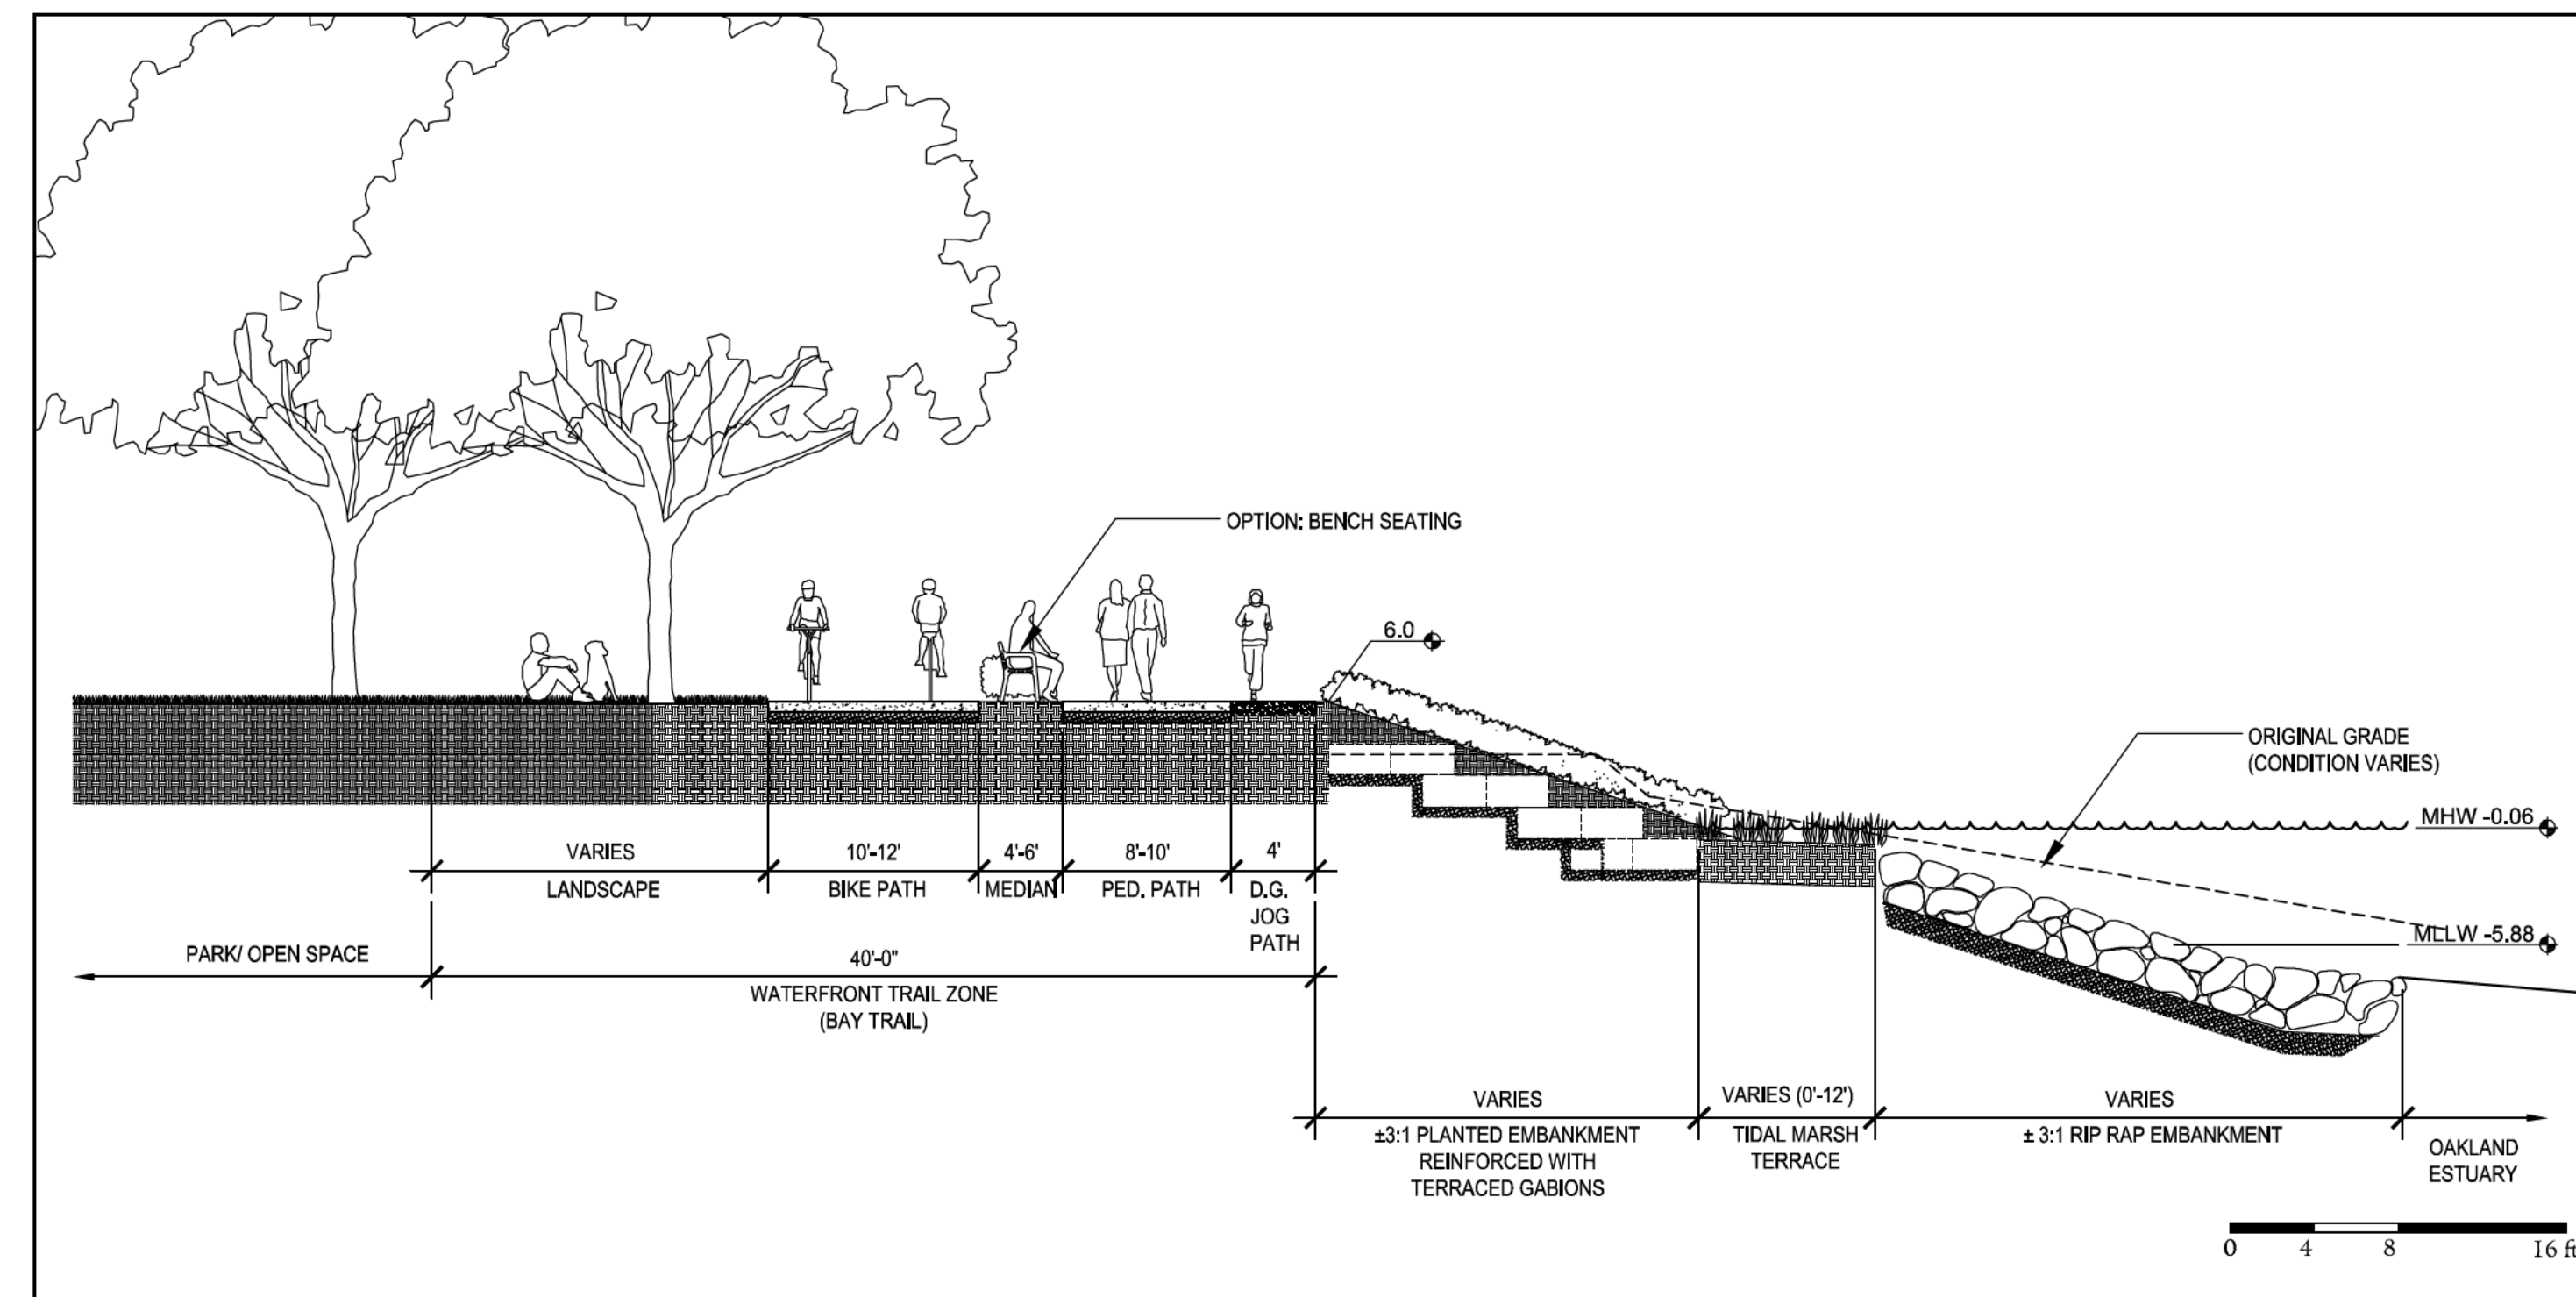 OPTION: BENCH SEATING
6.0
ORIGINAL GRADE
(CONDITION VARIES)
MHW -0.06
MLLW -5.88
VARIES
LANDSCAPE
10'-12'
BIKE PATH
4'-6'
MEDIAN
8'-10'
PED. PATH
4'
D.G.
JOG
PATH
PARK/ OPEN SPACE
40'-0"
WATERFRONT TRAIL ZONE
(BAY TRAIL)
VARIES
±3:1 PLANTED EMBANKMENT
REINFORCED WITH
TERRACED GABIONS
VARIES (0'-12')
TIDAL MARSH
TERRACE
VARIES
± 3:1 RIP RAP EMBANKMENT
OAKLAND
ESTUARY
0 4 8 16 ft